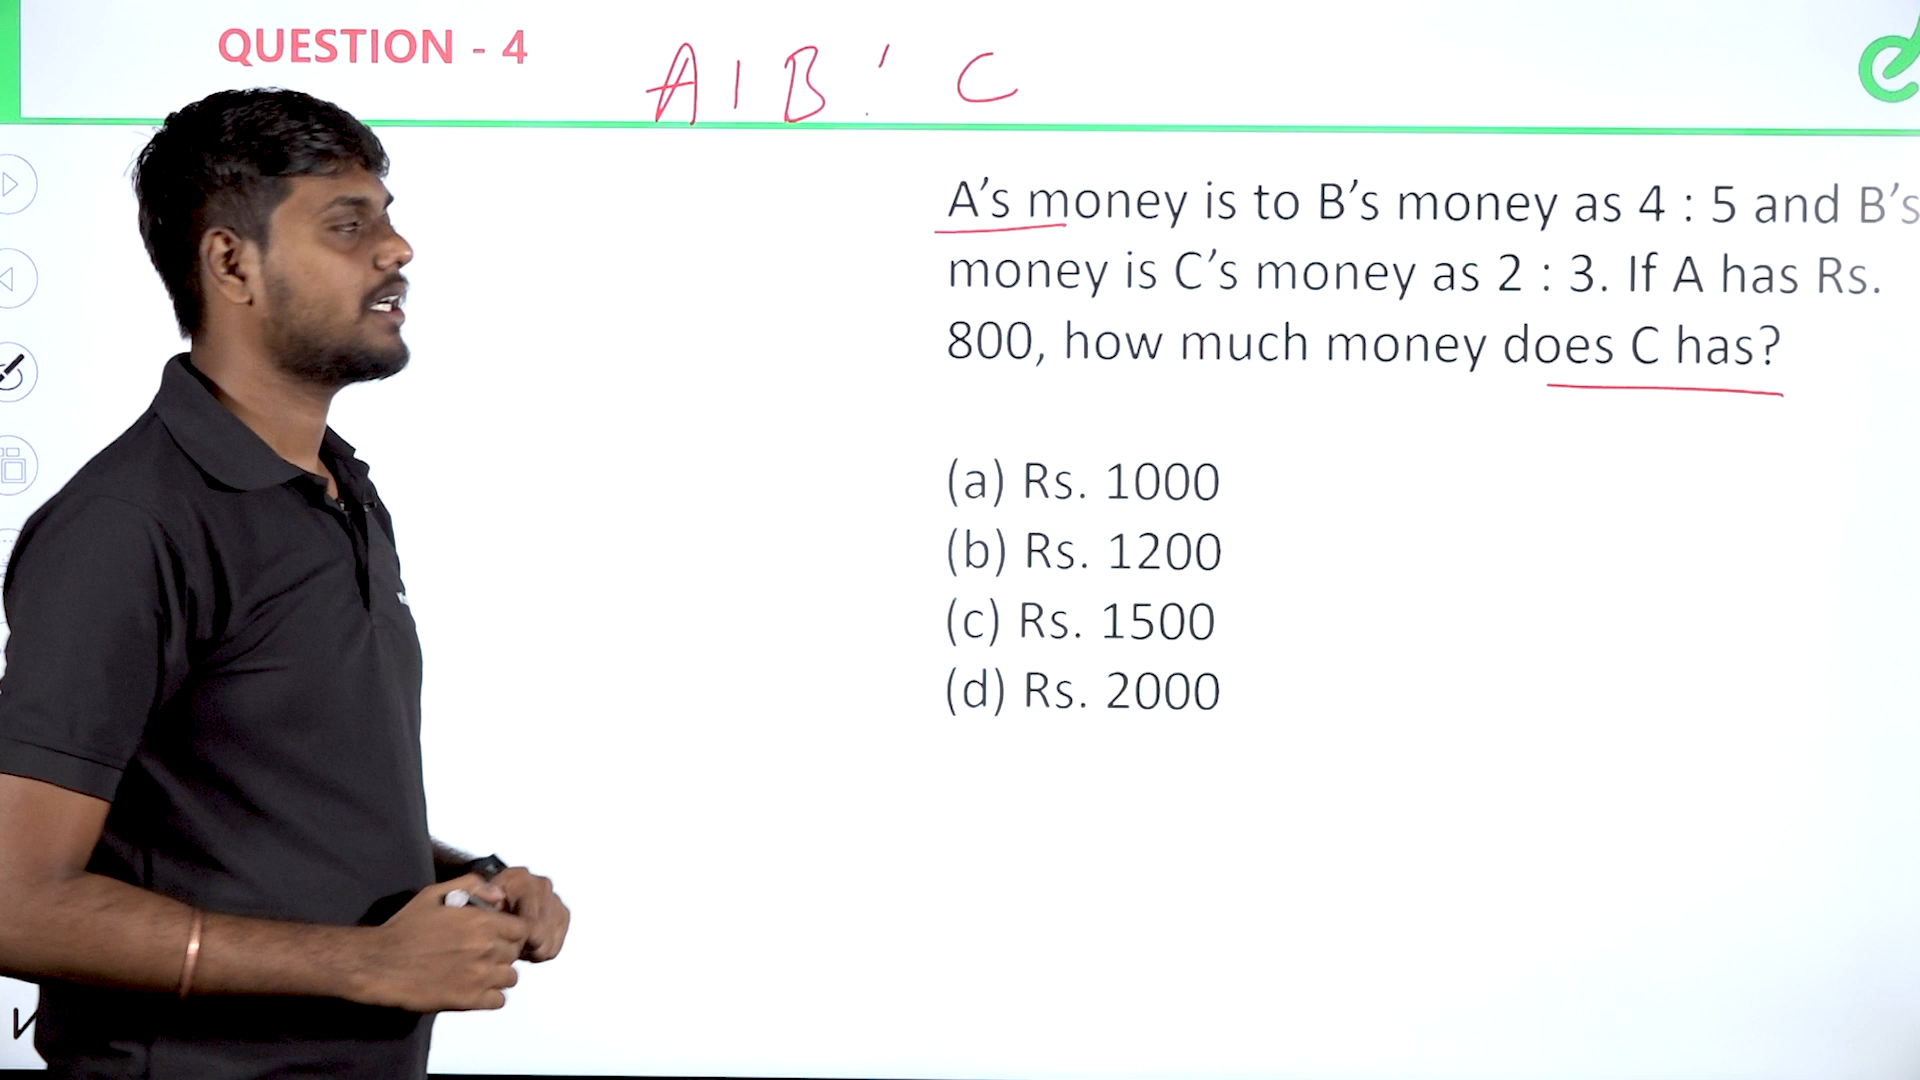 QUESTION - 4
A : B : C
A’s money is to B’s money as 4 : 5 and B’s
money is C’s money as 2 : 3. If A has Rs.
800, how much money does C has?
(a) Rs. 1000
(b) Rs. 1200
(c) Rs. 1500
(d) Rs. 2000